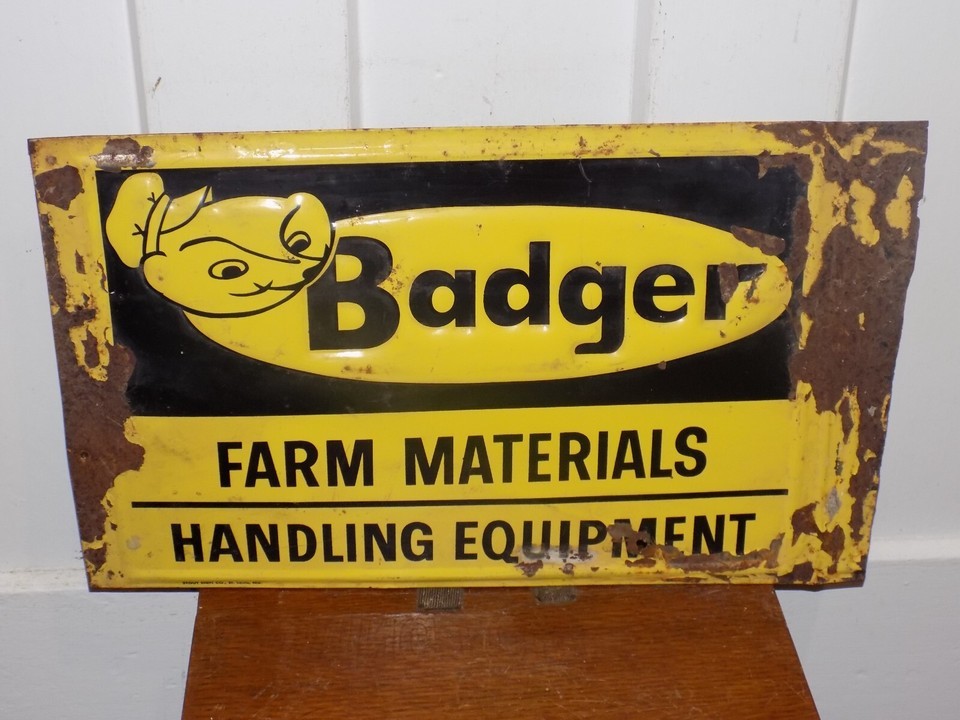 Badger
FARM MATERIALS
HANDLING EQUIPMENT